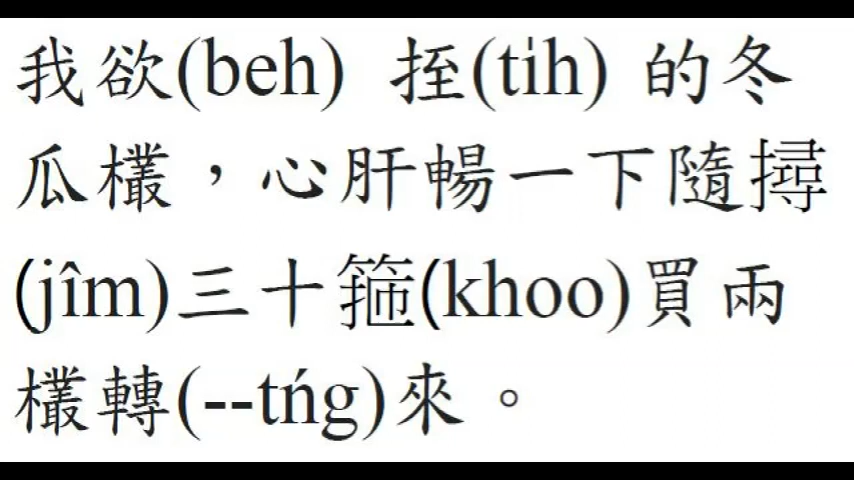 我欲(beh) 挃(ti̍h) 的冬
瓜欉，心肝暢一下隨撏
(jîm)三十箍(khoo)買兩
欉轉(--tńg)來。